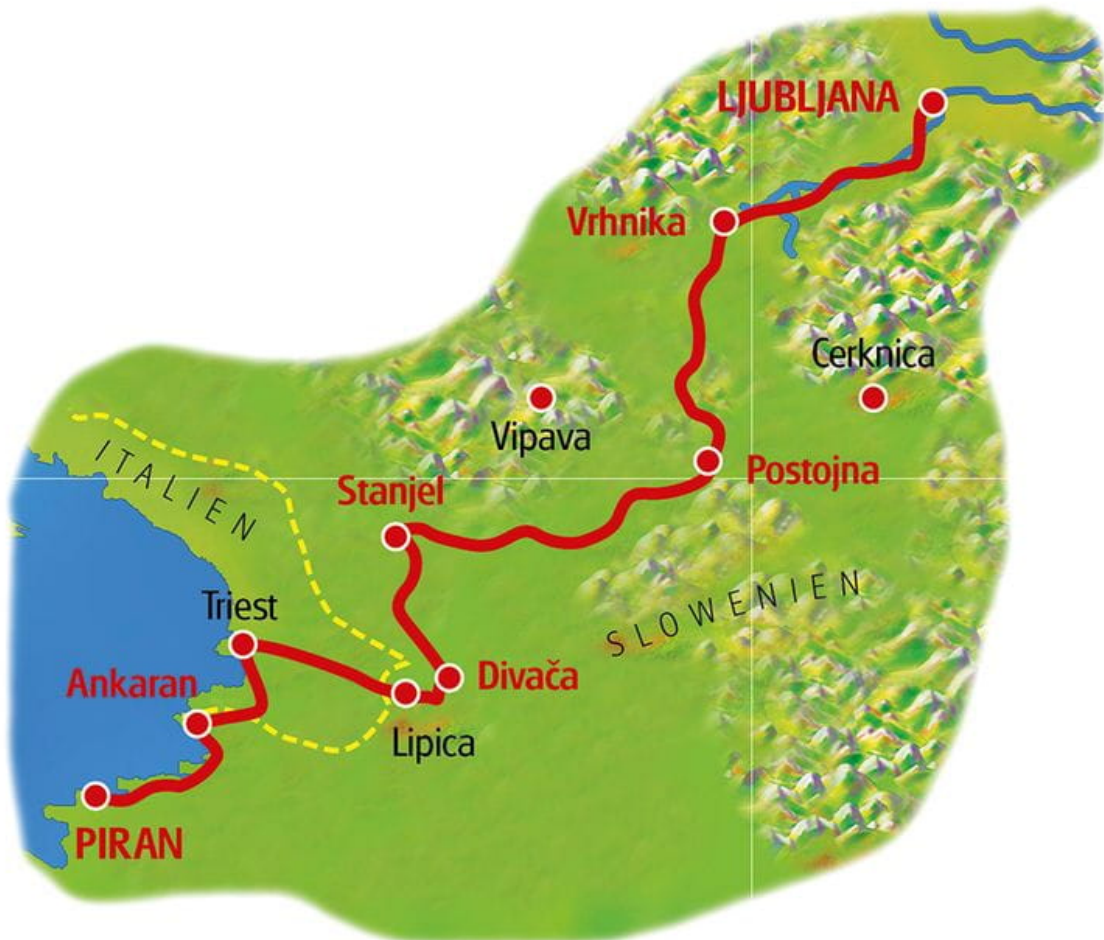 LJUBLJANA
Vrhnika
Cerknica
Vipava
Postojna
ITALIEN
Stanjel
SLOWENIEN
Triest
Ankaran
Divača
Lipica
PIRAN